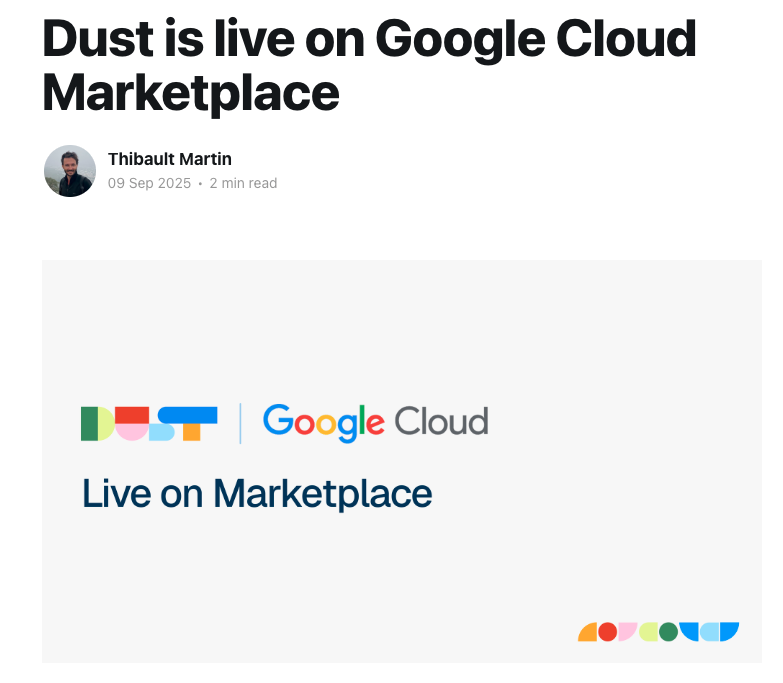 Dust is live on Google Cloud
Marketplace
Thibault Martin
09 Sep 2025 • 2 min read
DUST | Google Cloud
Live on Marketplace